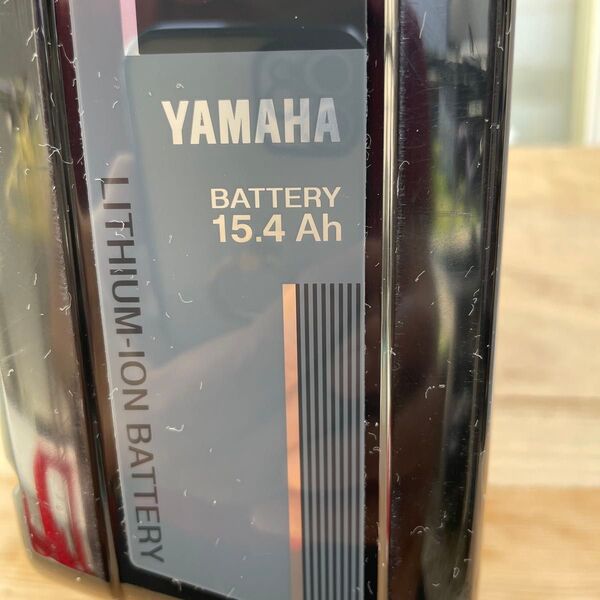 YAMAHA
BATTERY
15.4 Ah
LITHIUM-ION BATTERY